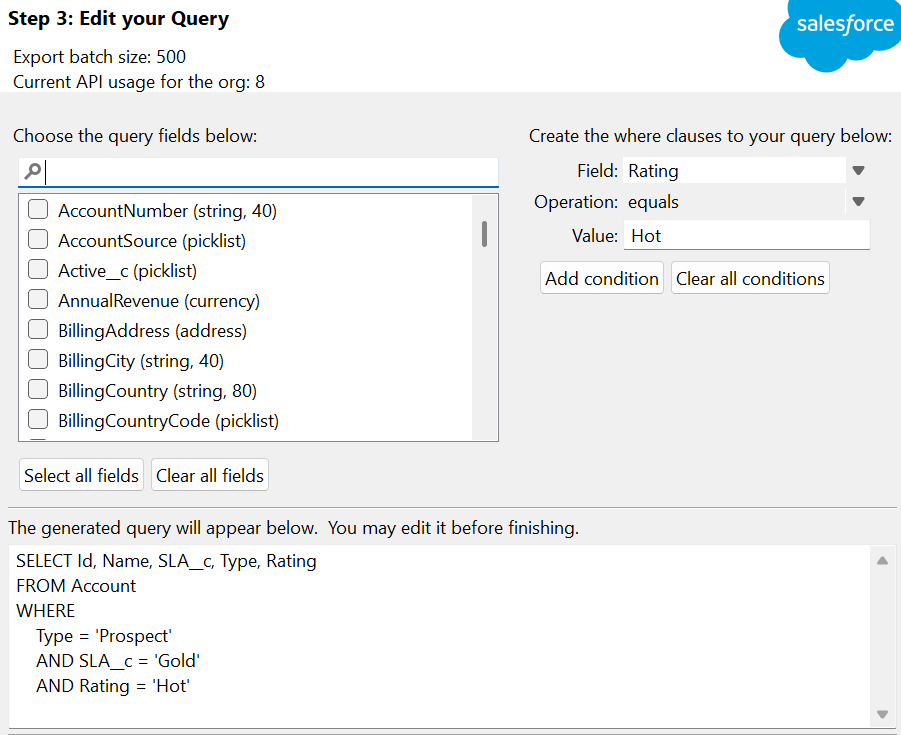 Step 3: Edit your Query
salesforce
Export batch size: 500
Current API usage for the org: 8
Choose the query fields below:
AccountNumber (string, 40)
AccountSource (picklist)
Active__c (picklist)
AnnualRevenue (currency)
BillingAddress (address)
BillingCity (string, 40)
BillingCountry (string, 80)
BillingCountryCode (picklist)
Select all fields Clear all fields
Create the where clauses to your query below:
Field: Rating
Operation: equals
Value: Hot
Add condition Clear all conditions
The generated query will appear below.  You may edit it before finishing.
SELECT Id, Name, SLA__c, Type, Rating
FROM Account
WHERE
Type = 'Prospect'
AND SLA__c = 'Gold'
AND Rating = 'Hot'